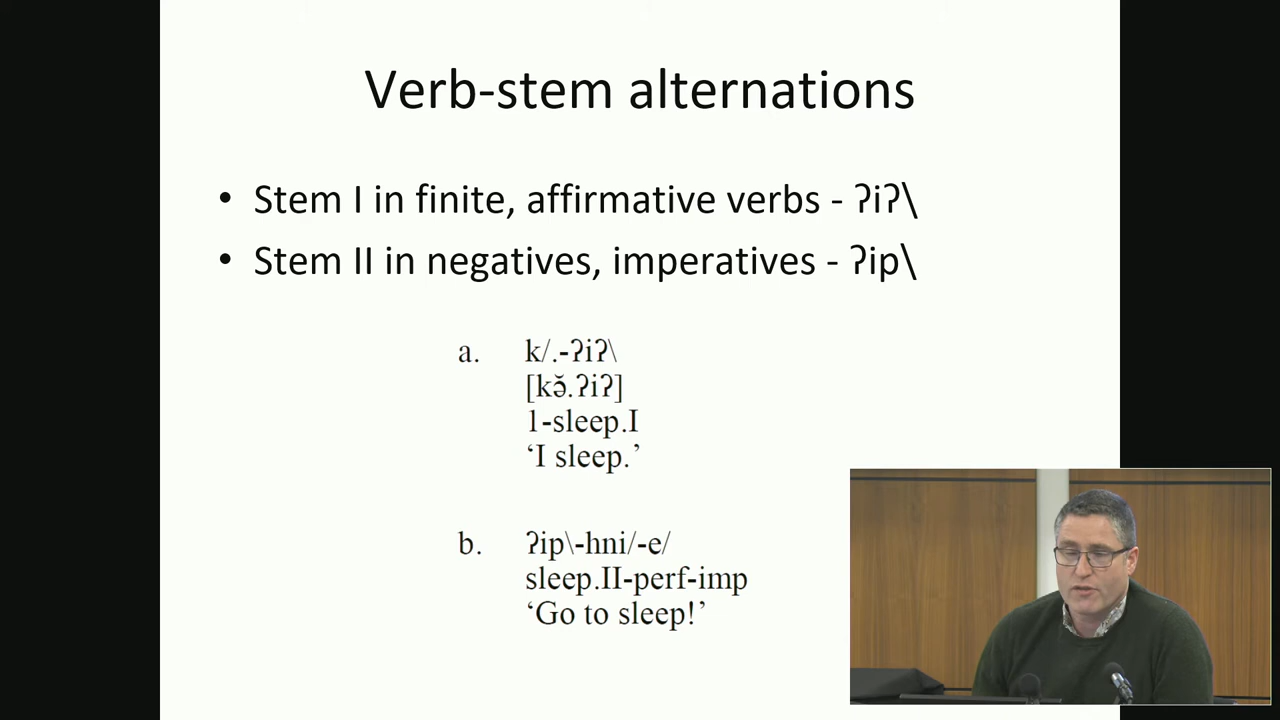 Verb-stem alternations
• Stem I in finite, affirmative verbs - ʔiʔ\
• Stem II in negatives, imperatives - ʔip\
a. k/.-ʔiʔ\
[kə̆.ʔiʔ]
1-sleep.I
‘I sleep.’
b. ʔip\-hni/-e/
sleep.II-perf-imp
‘Go to sleep!’